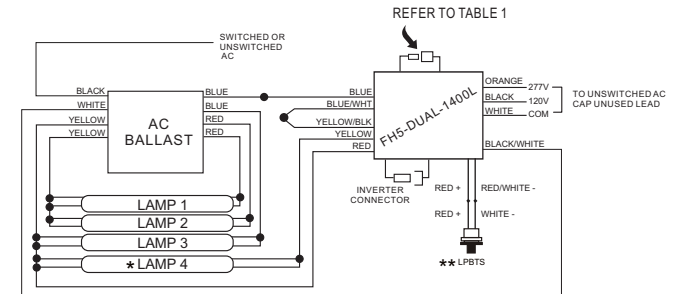 REFER TO TABLE 1
SWITCHED OR
UNSWITCHED
AC
BLACK
WHITE
YELLOW
YELLOW
AC
BALLAST
BLUE
BLUE
RED
RED
BLUE
BLUE/WHT
YELLOW/BLK
YELLOW
RED
FH5-DUAL-1400L
ORANGE
277V
BLACK
120V
WHITE
COM
TO UNSWITCHED AC
CAP UNUSED LEAD
BLACK/WHITE
INVERTER
CONNECTOR
RED +
RED/WHITE -
RED +
WHITE -
**LPBTS
LAMP 1
LAMP 2
LAMP 3
*LAMP 4